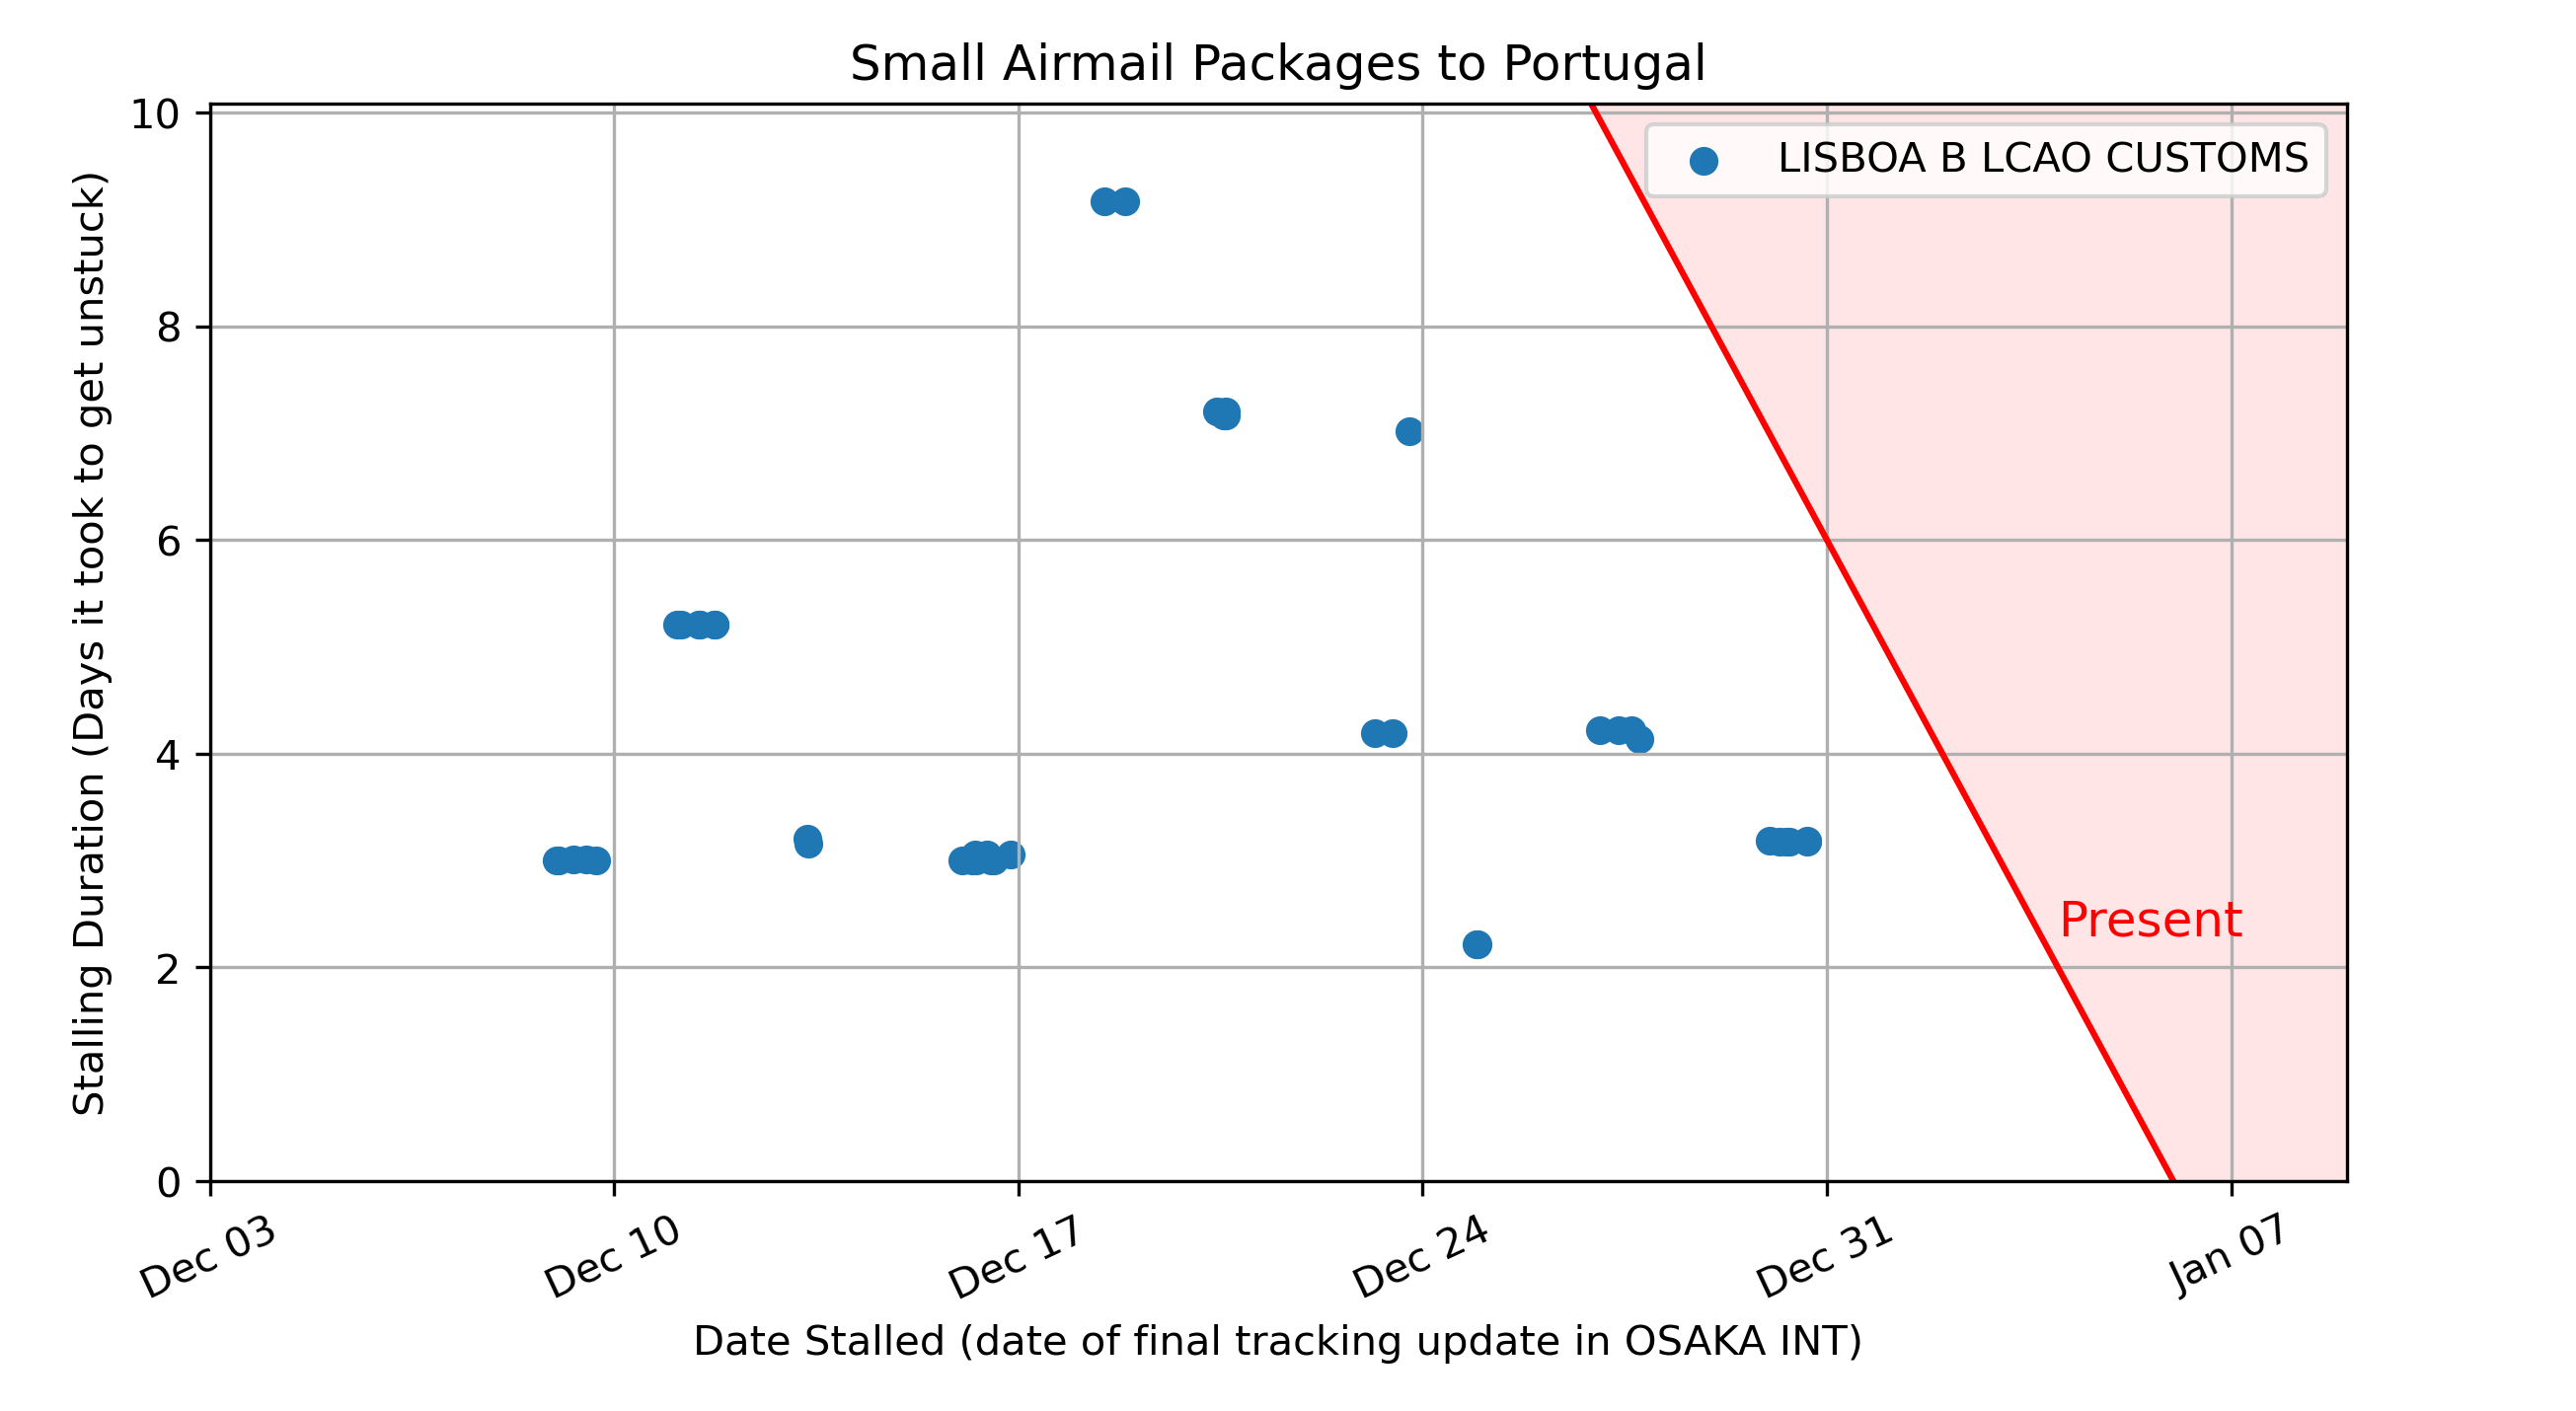 Small Airmail Packages to Portugal
LISBOA B LCAO CUSTOMS
Stalling Duration (Days it took to get unstuck)
10
8
6
4
2
0
Present
Dec 03
Dec 10
Dec 17
Dec 24
Dec 31
Jan 07
Date Stalled (date of final tracking update in OSAKA INT)